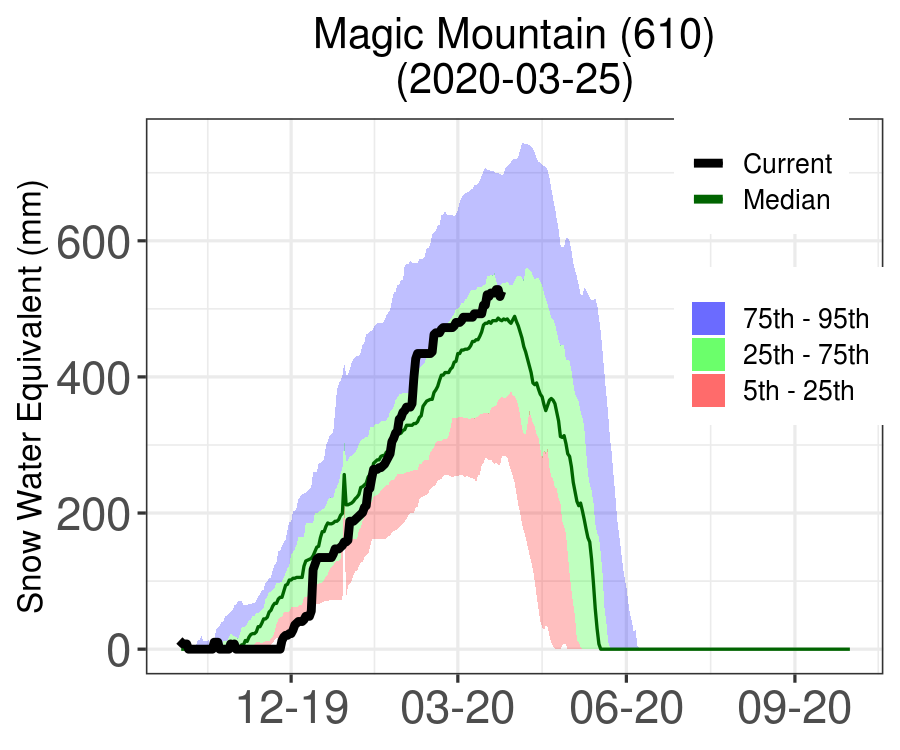 Magic Mountain (610)
(2020-03-25)
Snow Water Equivalent (mm)
600
400
200
0
12-19
03-20
06-20
09-20
Current
Median
75th - 95th
25th - 75th
5th - 25th